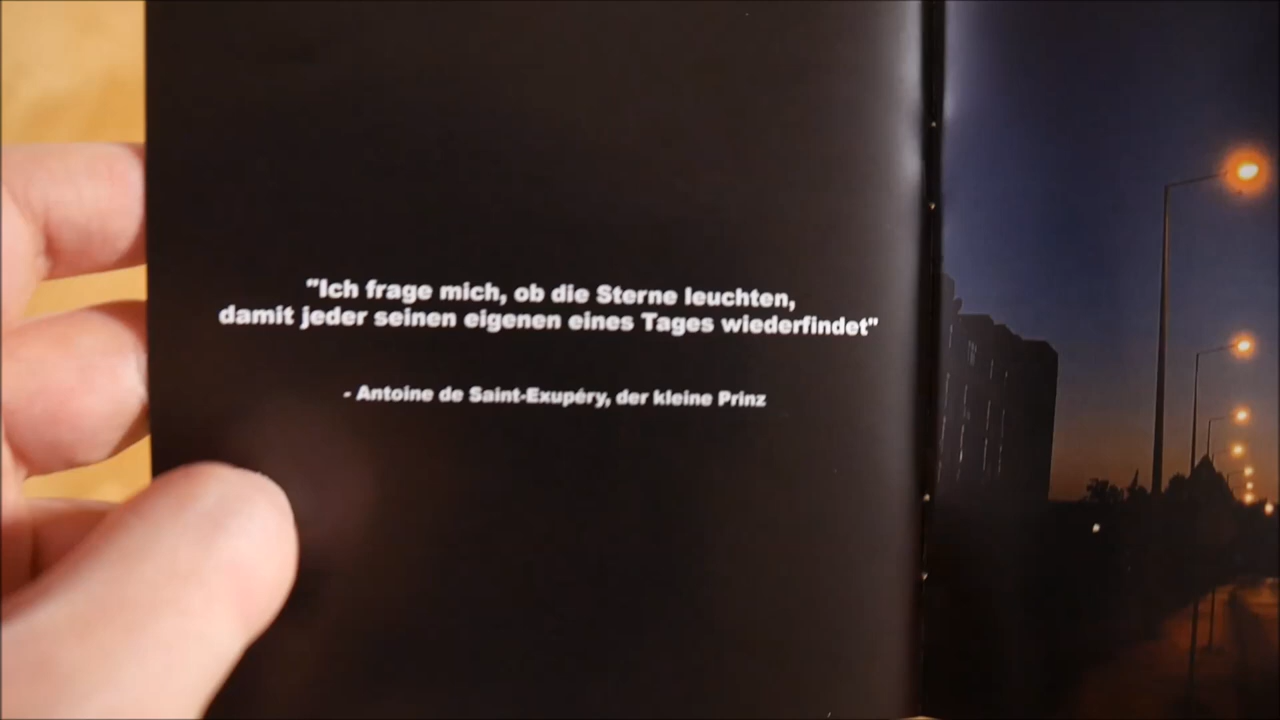 "Ich frage mich, ob die Sterne leuchten,
damit jeder seinen eigenen eines Tages wiederfindet"
- Antoine de Saint-Exupéry, der kleine Prinz